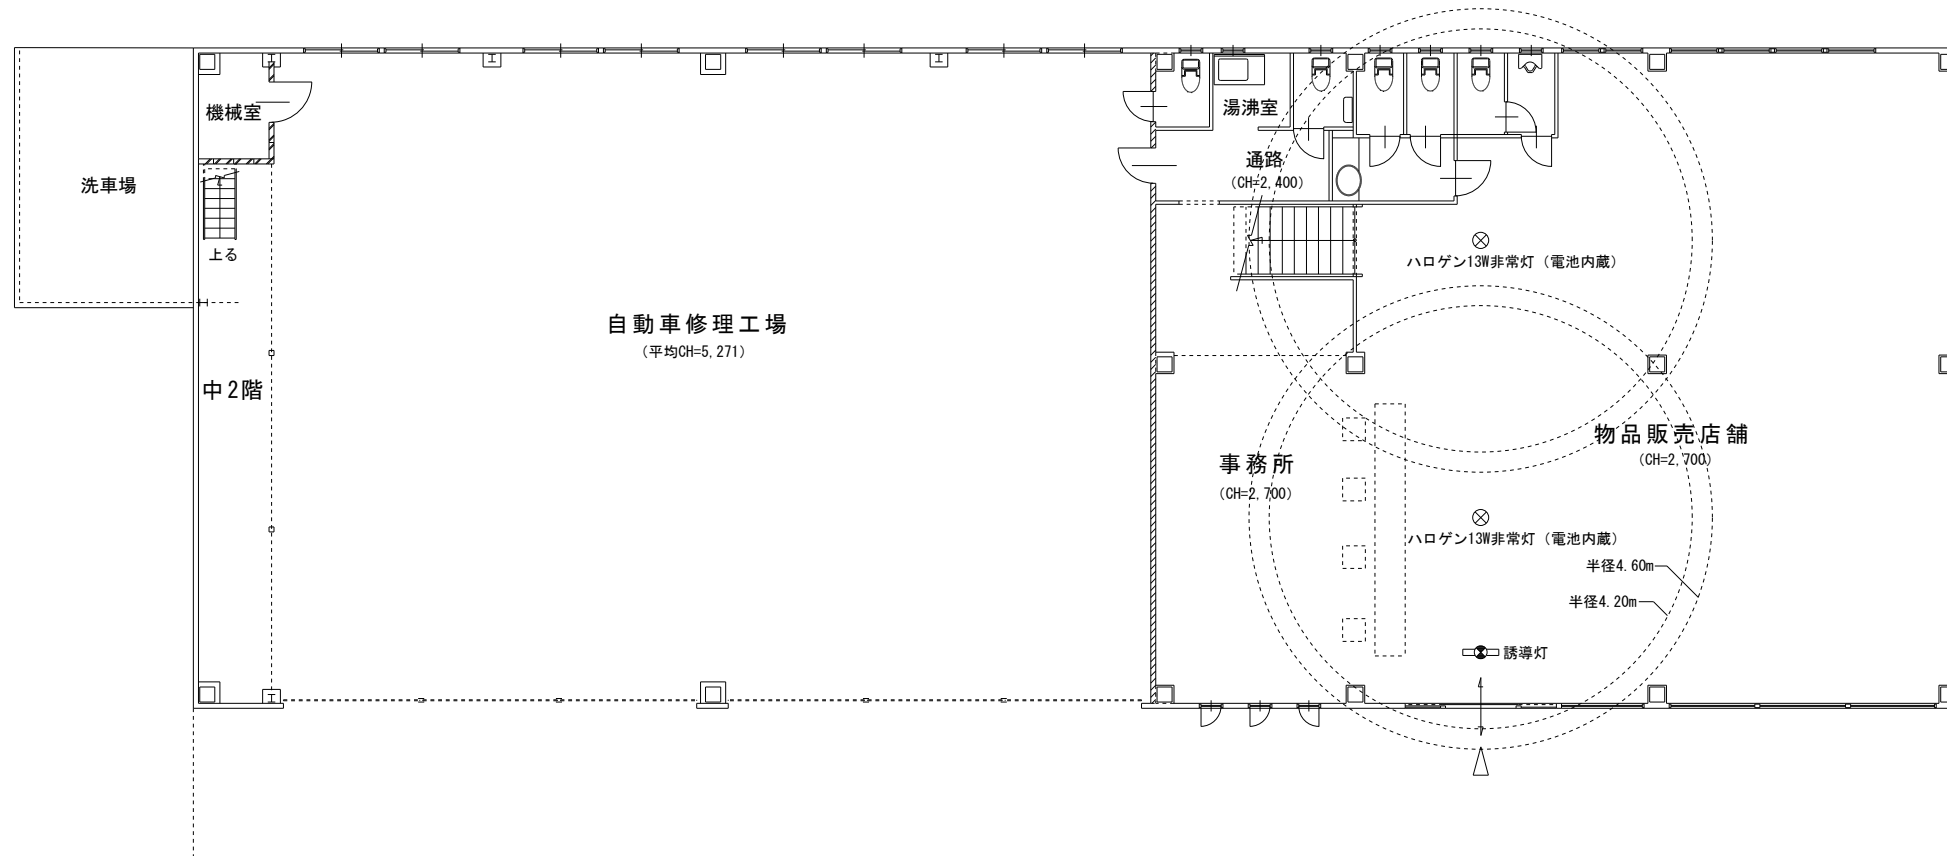 機械室
湯沸室
通路
(CH=2,400)
洗車場
上る
ハロゲン13W非常灯（電池内蔵）
自動車修理工場
(平均CH=5,271)
中2階
物品販売店舗
(CH=2,700)
事務所
(CH=2,700)
ハロゲン13W非常灯（電池内蔵）
半径4.60m
半径4.20m
誘導灯